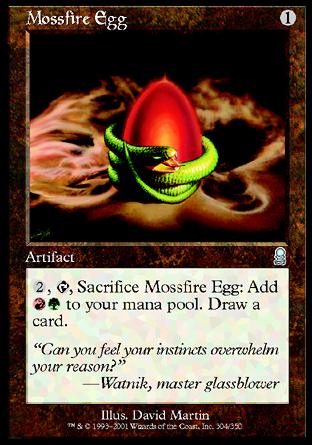 Mossfire Egg 1
Artifact
2, , Sacrifice Mossfire Egg: Add
to your mana pool. Draw a
card.
“Can you feel your instincts overwhelm
your reason?”
—Watnik, master glassblower
Illus. David Martin
™ & © 1993–2001 Wizards of the Coast, Inc. 304/350